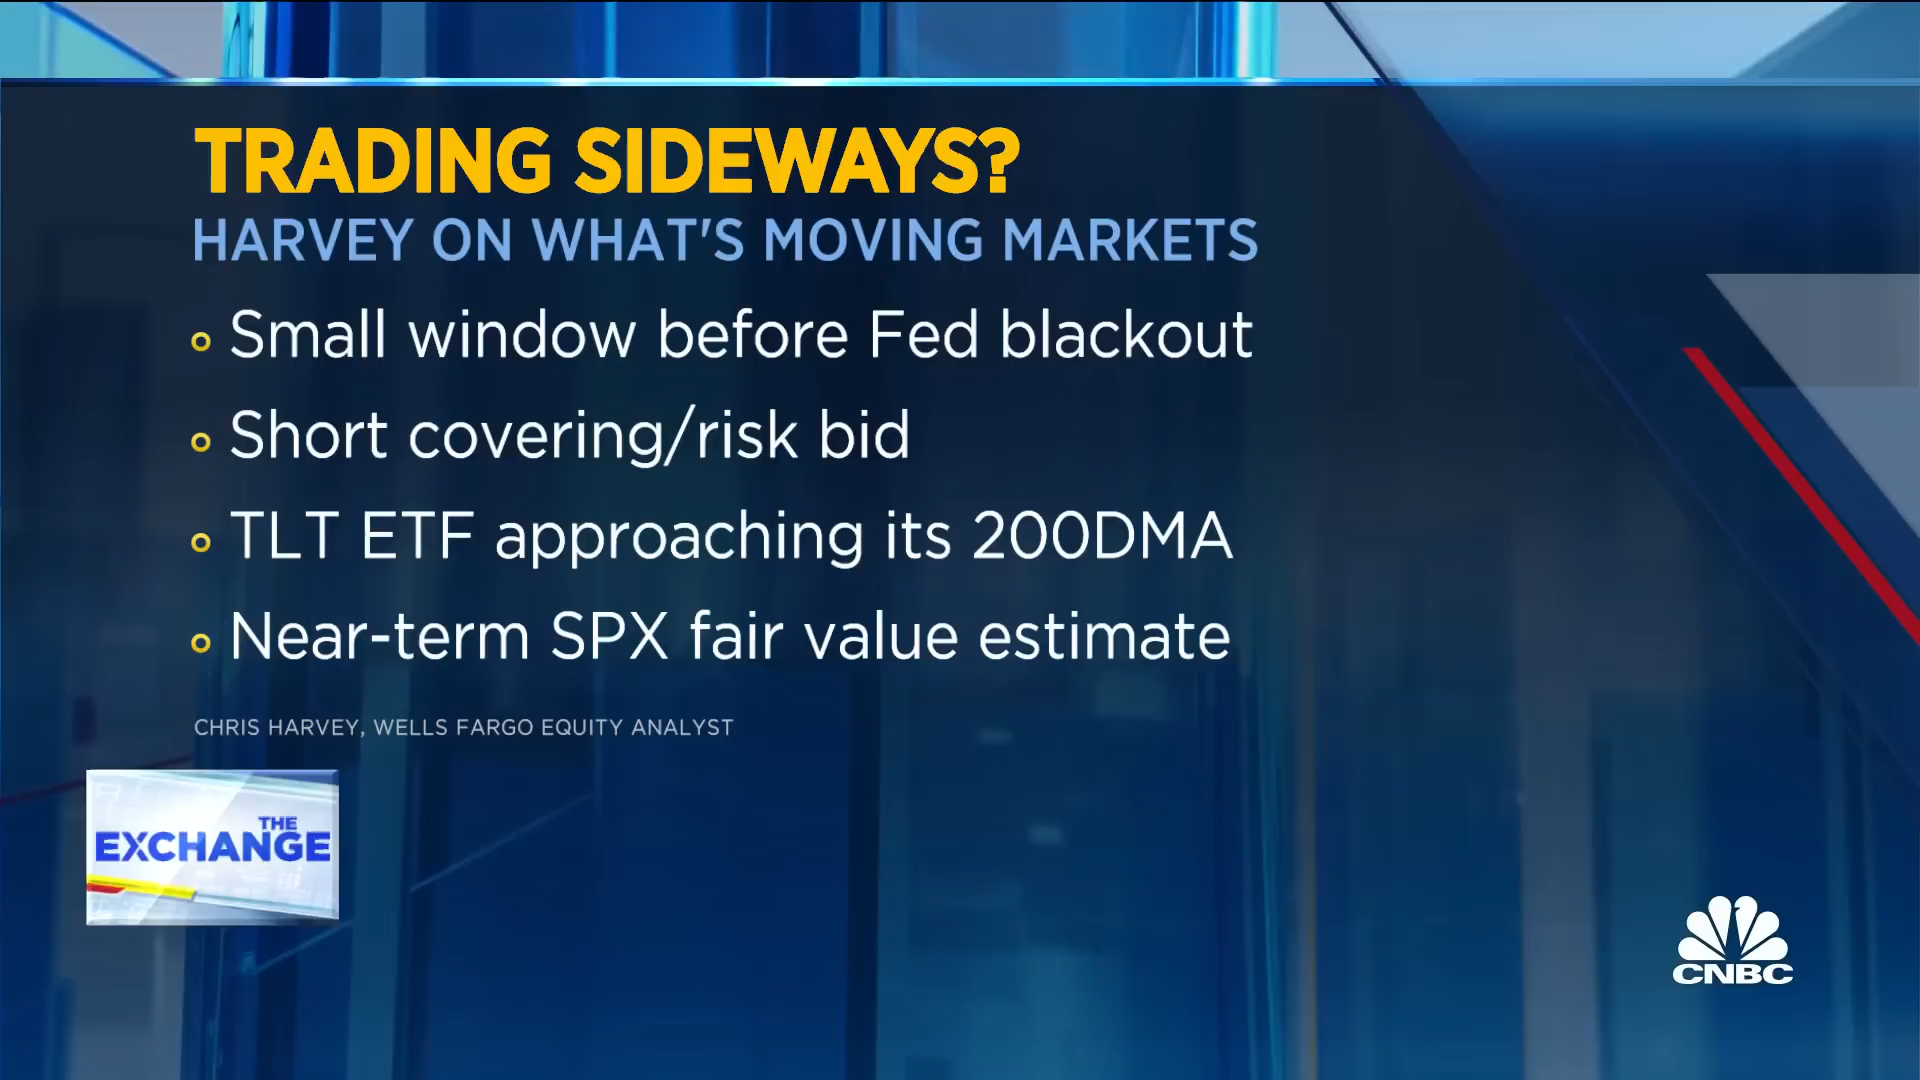 TRADING SIDEWAYS?
HARVEY ON WHAT'S MOVING MARKETS
Small window before Fed blackout
Short covering/risk bid
TLT ETF approaching its 200DMA
Near-term SPX fair value estimate
CHRIS HARVEY, WELLS FARGO EQUITY ANALYST
THE
EXCHANGE
CNBC